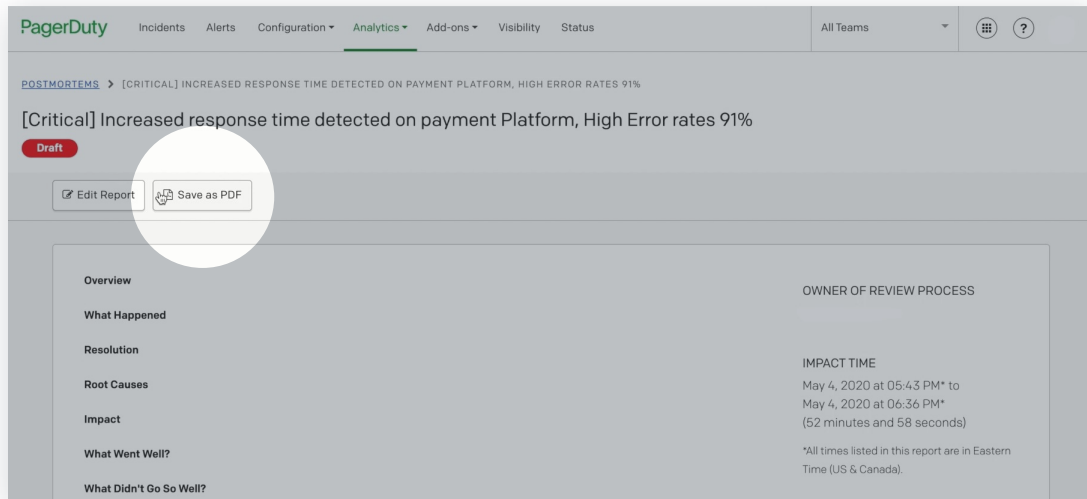 PagerDuty Incidents Alerts Configuration Analytics Add-ons Visibility Status All Teams ?
POSTMORTEMS > [CRITICAL] INCREASED RESPONSE TIME DETECTED ON PAYMENT PLATFORM, HIGH ERROR RATES 91%
[Critical] Increased response time detected on payment Platform, High Error rates 91%
Draft
Edit Report Save as PDF
Overview
What Happened
Resolution
Root Causes
Impact
What Went Well?
What Didn't Go So Well?
OWNER OF REVIEW PROCESS
IMPACT TIME
May 4, 2020 at 05:43 PM* to
May 4, 2020 at 06:36 PM*
(52 minutes and 58 seconds)
*All times listed in this report are in Eastern
Time (US & Canada).